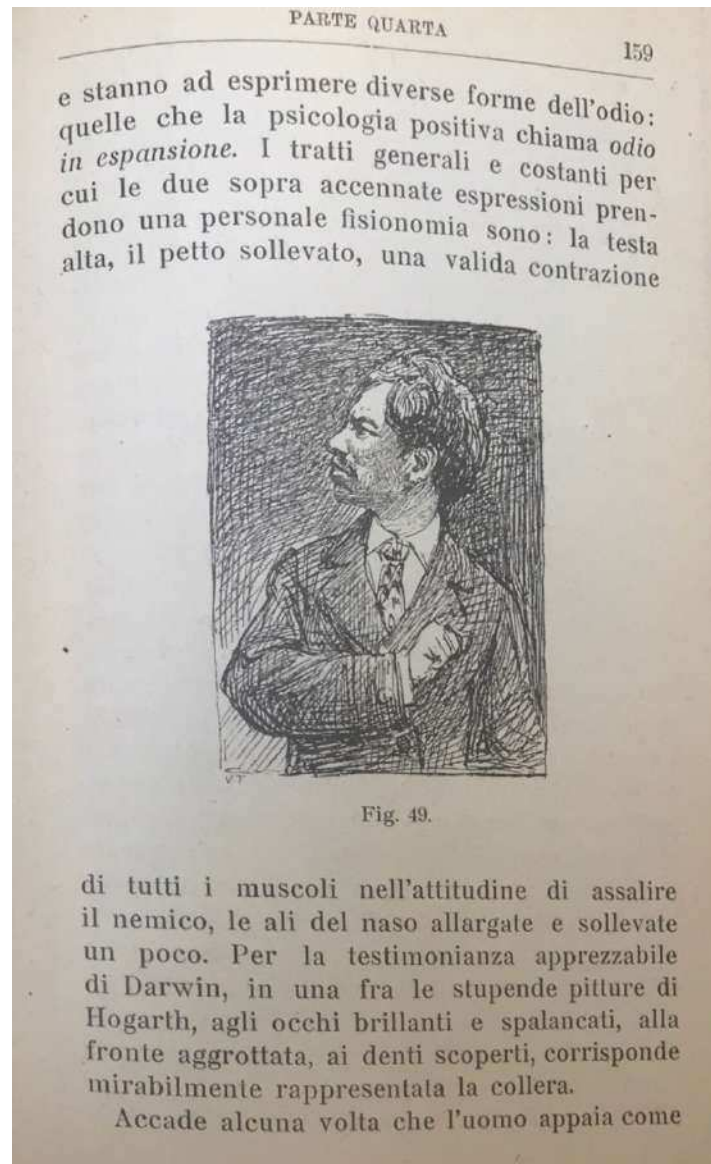 PARTE QUARTA
159
e stanno ad esprimere diverse forme dell'odio:
quelle che la psicologia positiva chiama odio
in espansione. I tratti generali e costanti per
cui le due sopra accennate espressioni pren-
dono una personale fisionomia sono: la testa
alta, il petto sollevato, una valida contrazione
V T
Fig. 49.
di tutti i muscoli nell'attitudine di assalire
il nemico, le ali del naso allargate e sollevate
un poco. Per la testimonianza apprezzabile
di Darwin, in una fra le stupende pitture di
Hogarth, agli occhi brillanti e spalancati, alla
fronte aggrottata, ai denti scoperti, corrisponde
mirabilmente rappresentata la collera.
Accade alcuna volta che l'uomo appaia come